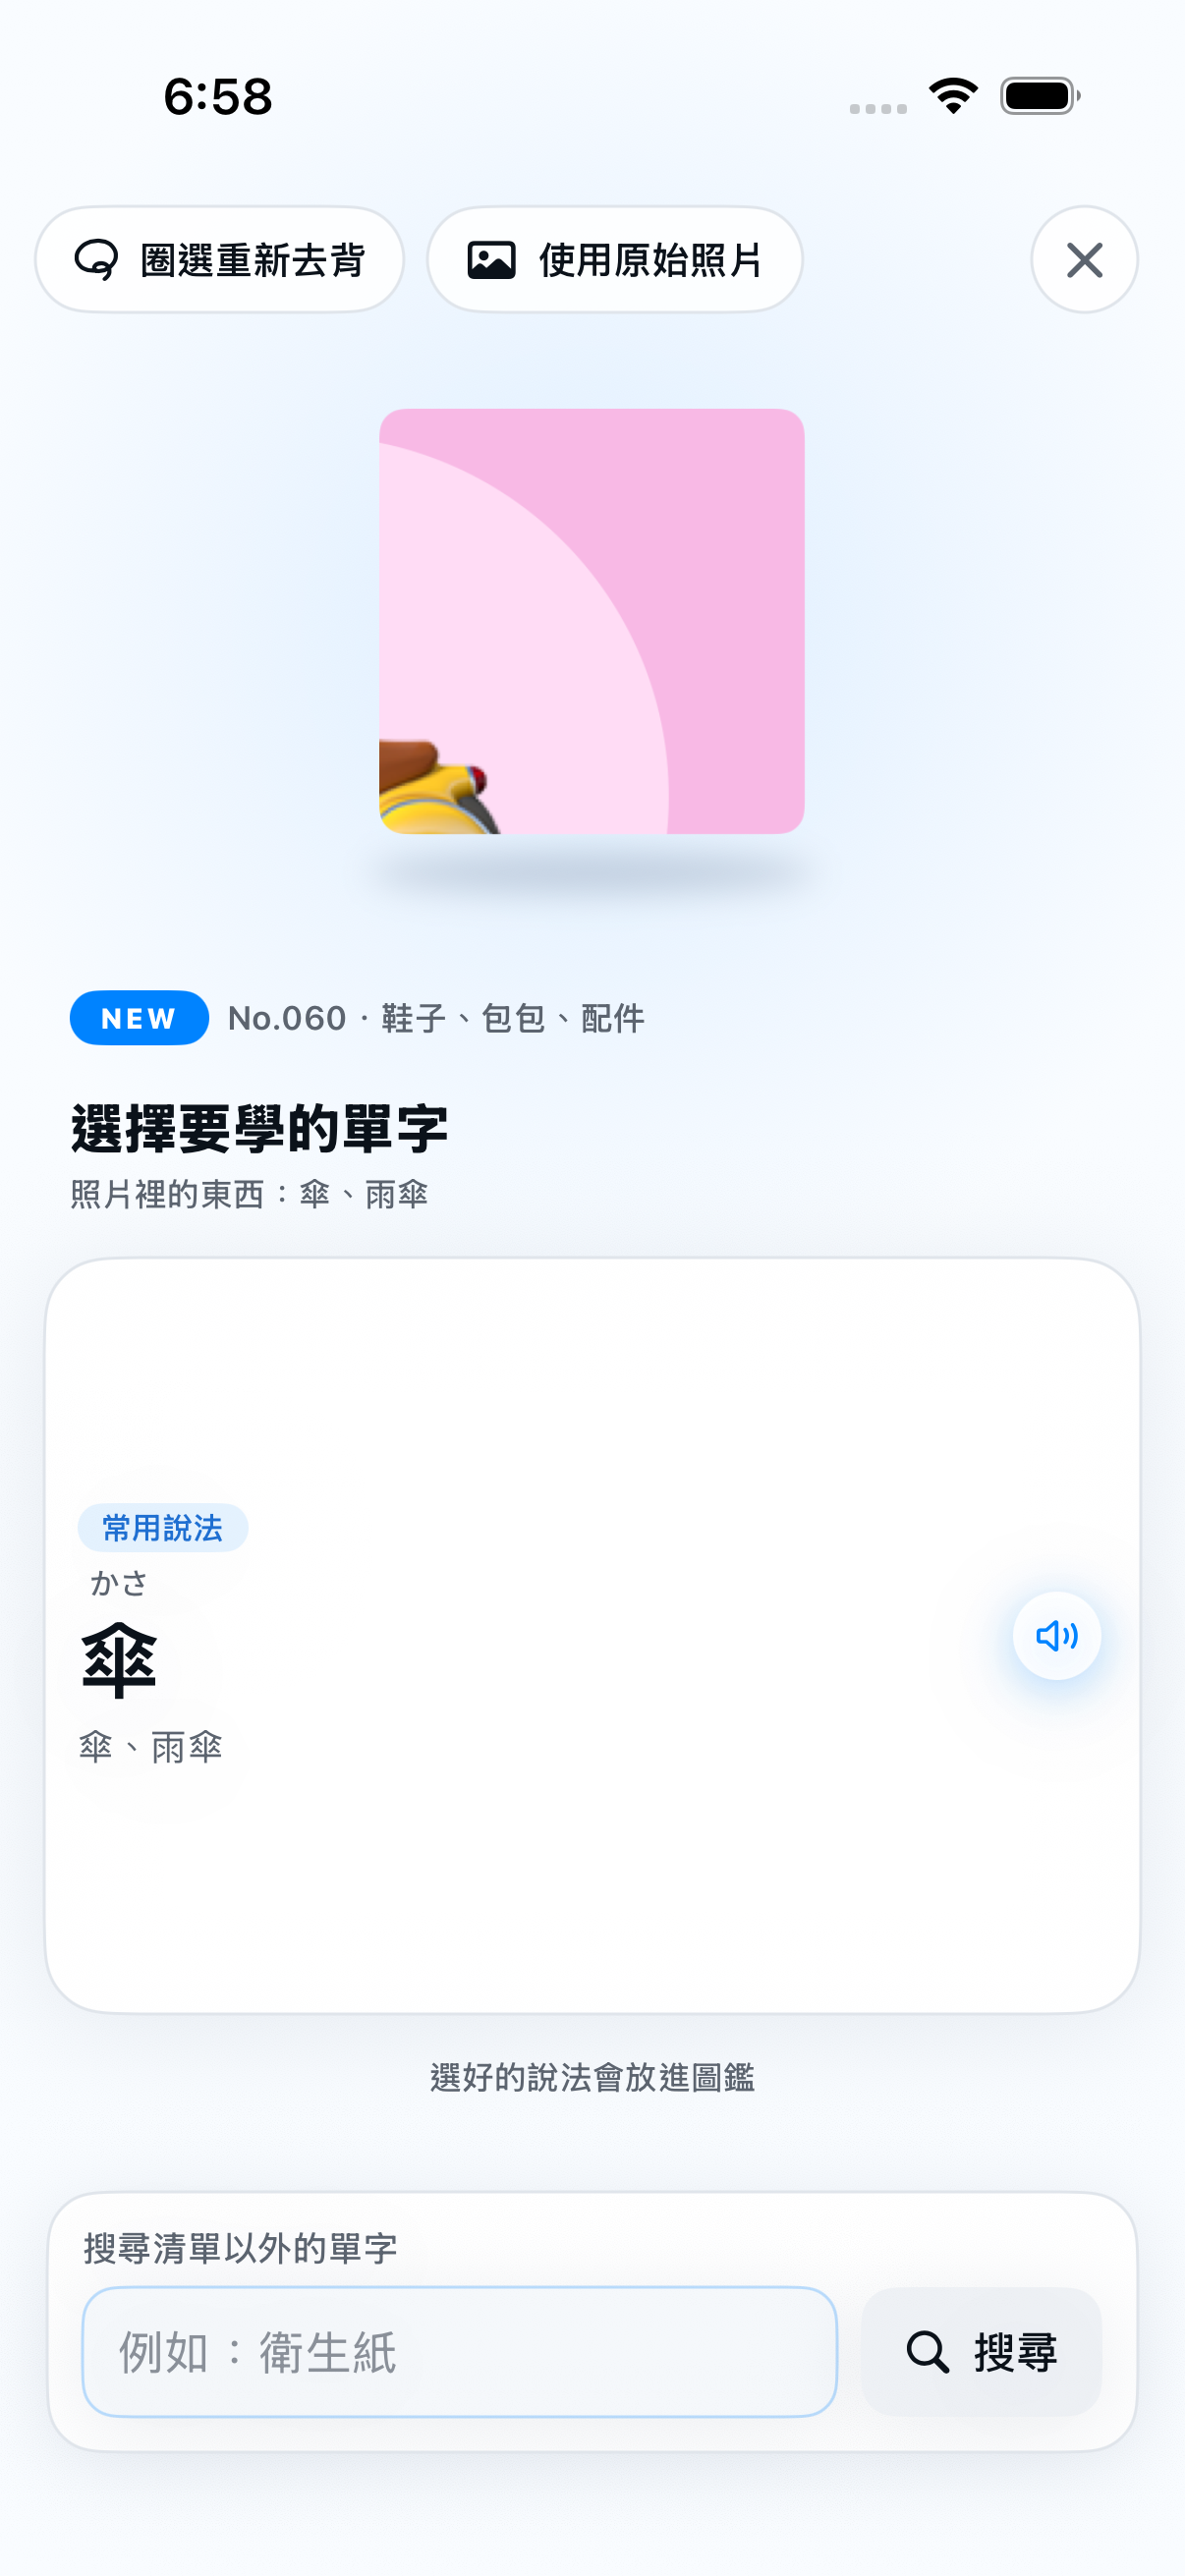 6:58
圈選重新去背
使用原始照片
NEW No.060 · 鞋子、包包、配件
選擇要學的單字
照片裡的東西：傘、雨傘
常用說法
かさ
傘
傘、雨傘
選好的說法會放進圖鑑
搜尋清單以外的單字
例如：衛生紙
搜尋